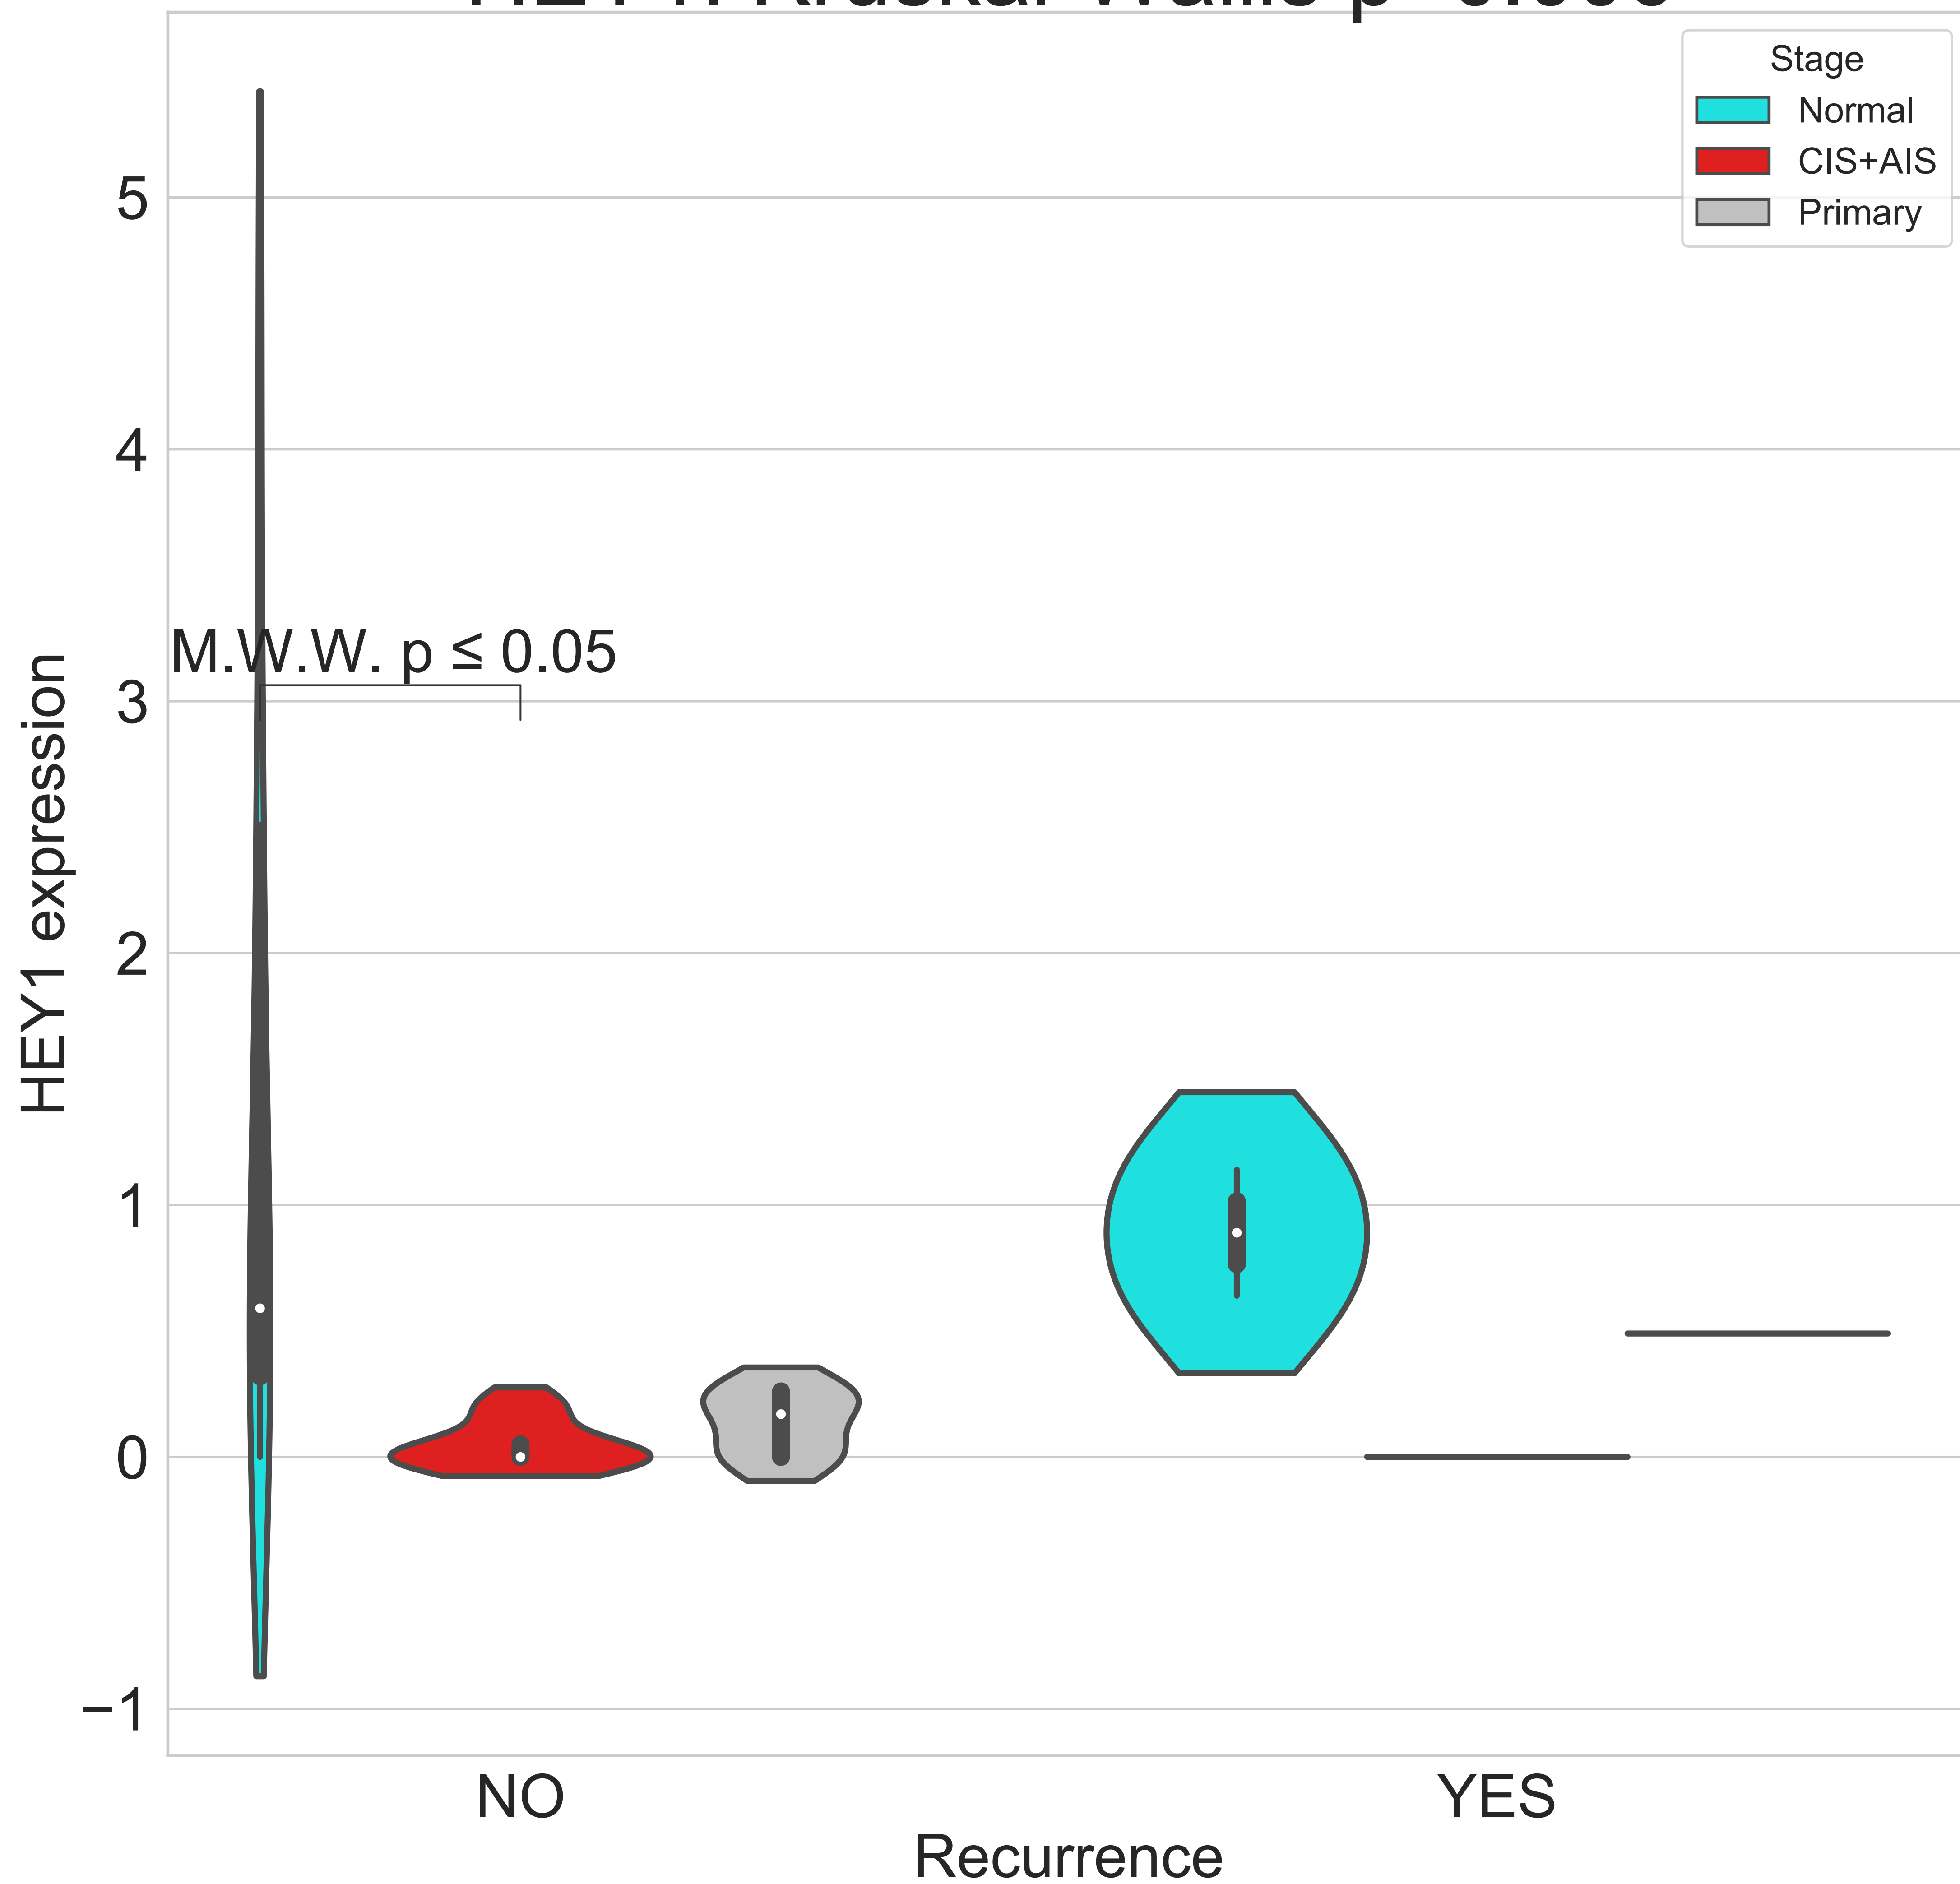 Stage
Normal
CIS+AIS
Primary
5
4
M.W.W. p ≤ 0.05
3
2
1
0
−1
HEY1 expression
NO
YES
Recurrence